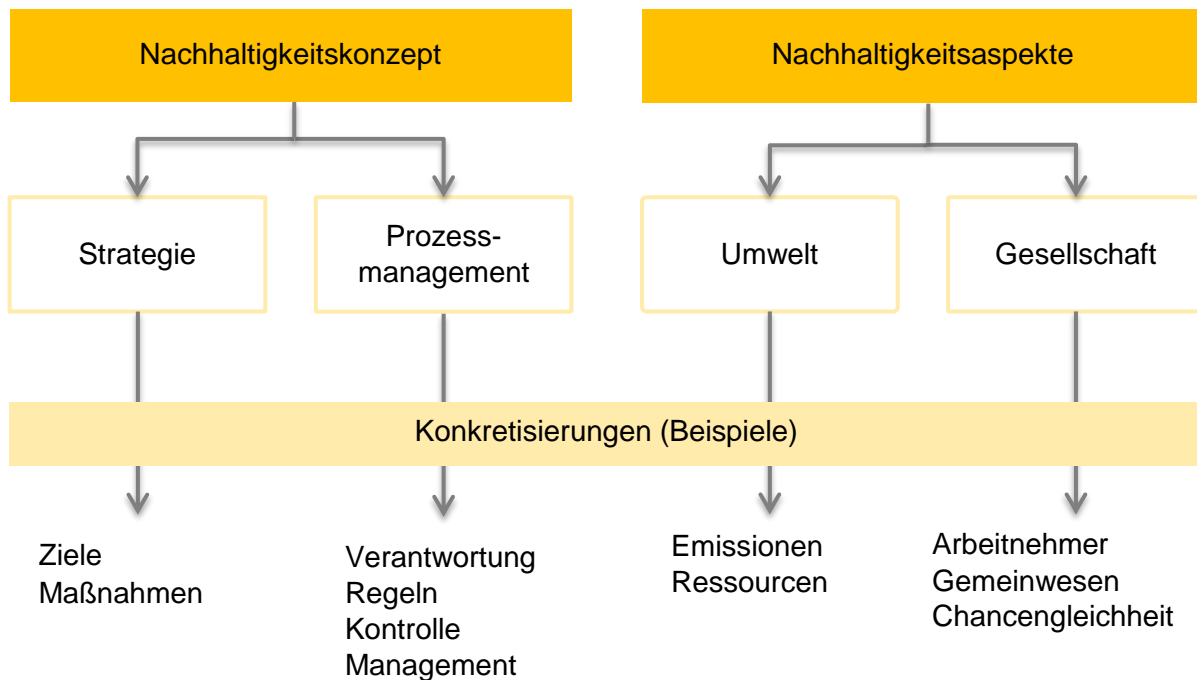 Nachhaltigkeitskonzept
Nachhaltigkeitsaspekte
Strategie
Prozess-
management
Umwelt
Gesellschaft
Konkretisierungen (Beispiele)
Ziele
Maßnahmen
Verantwortung
Regeln
Kontrolle
Management
Emissionen
Ressourcen
Arbeitnehmer
Gemeinwesen
Chancengleichheit